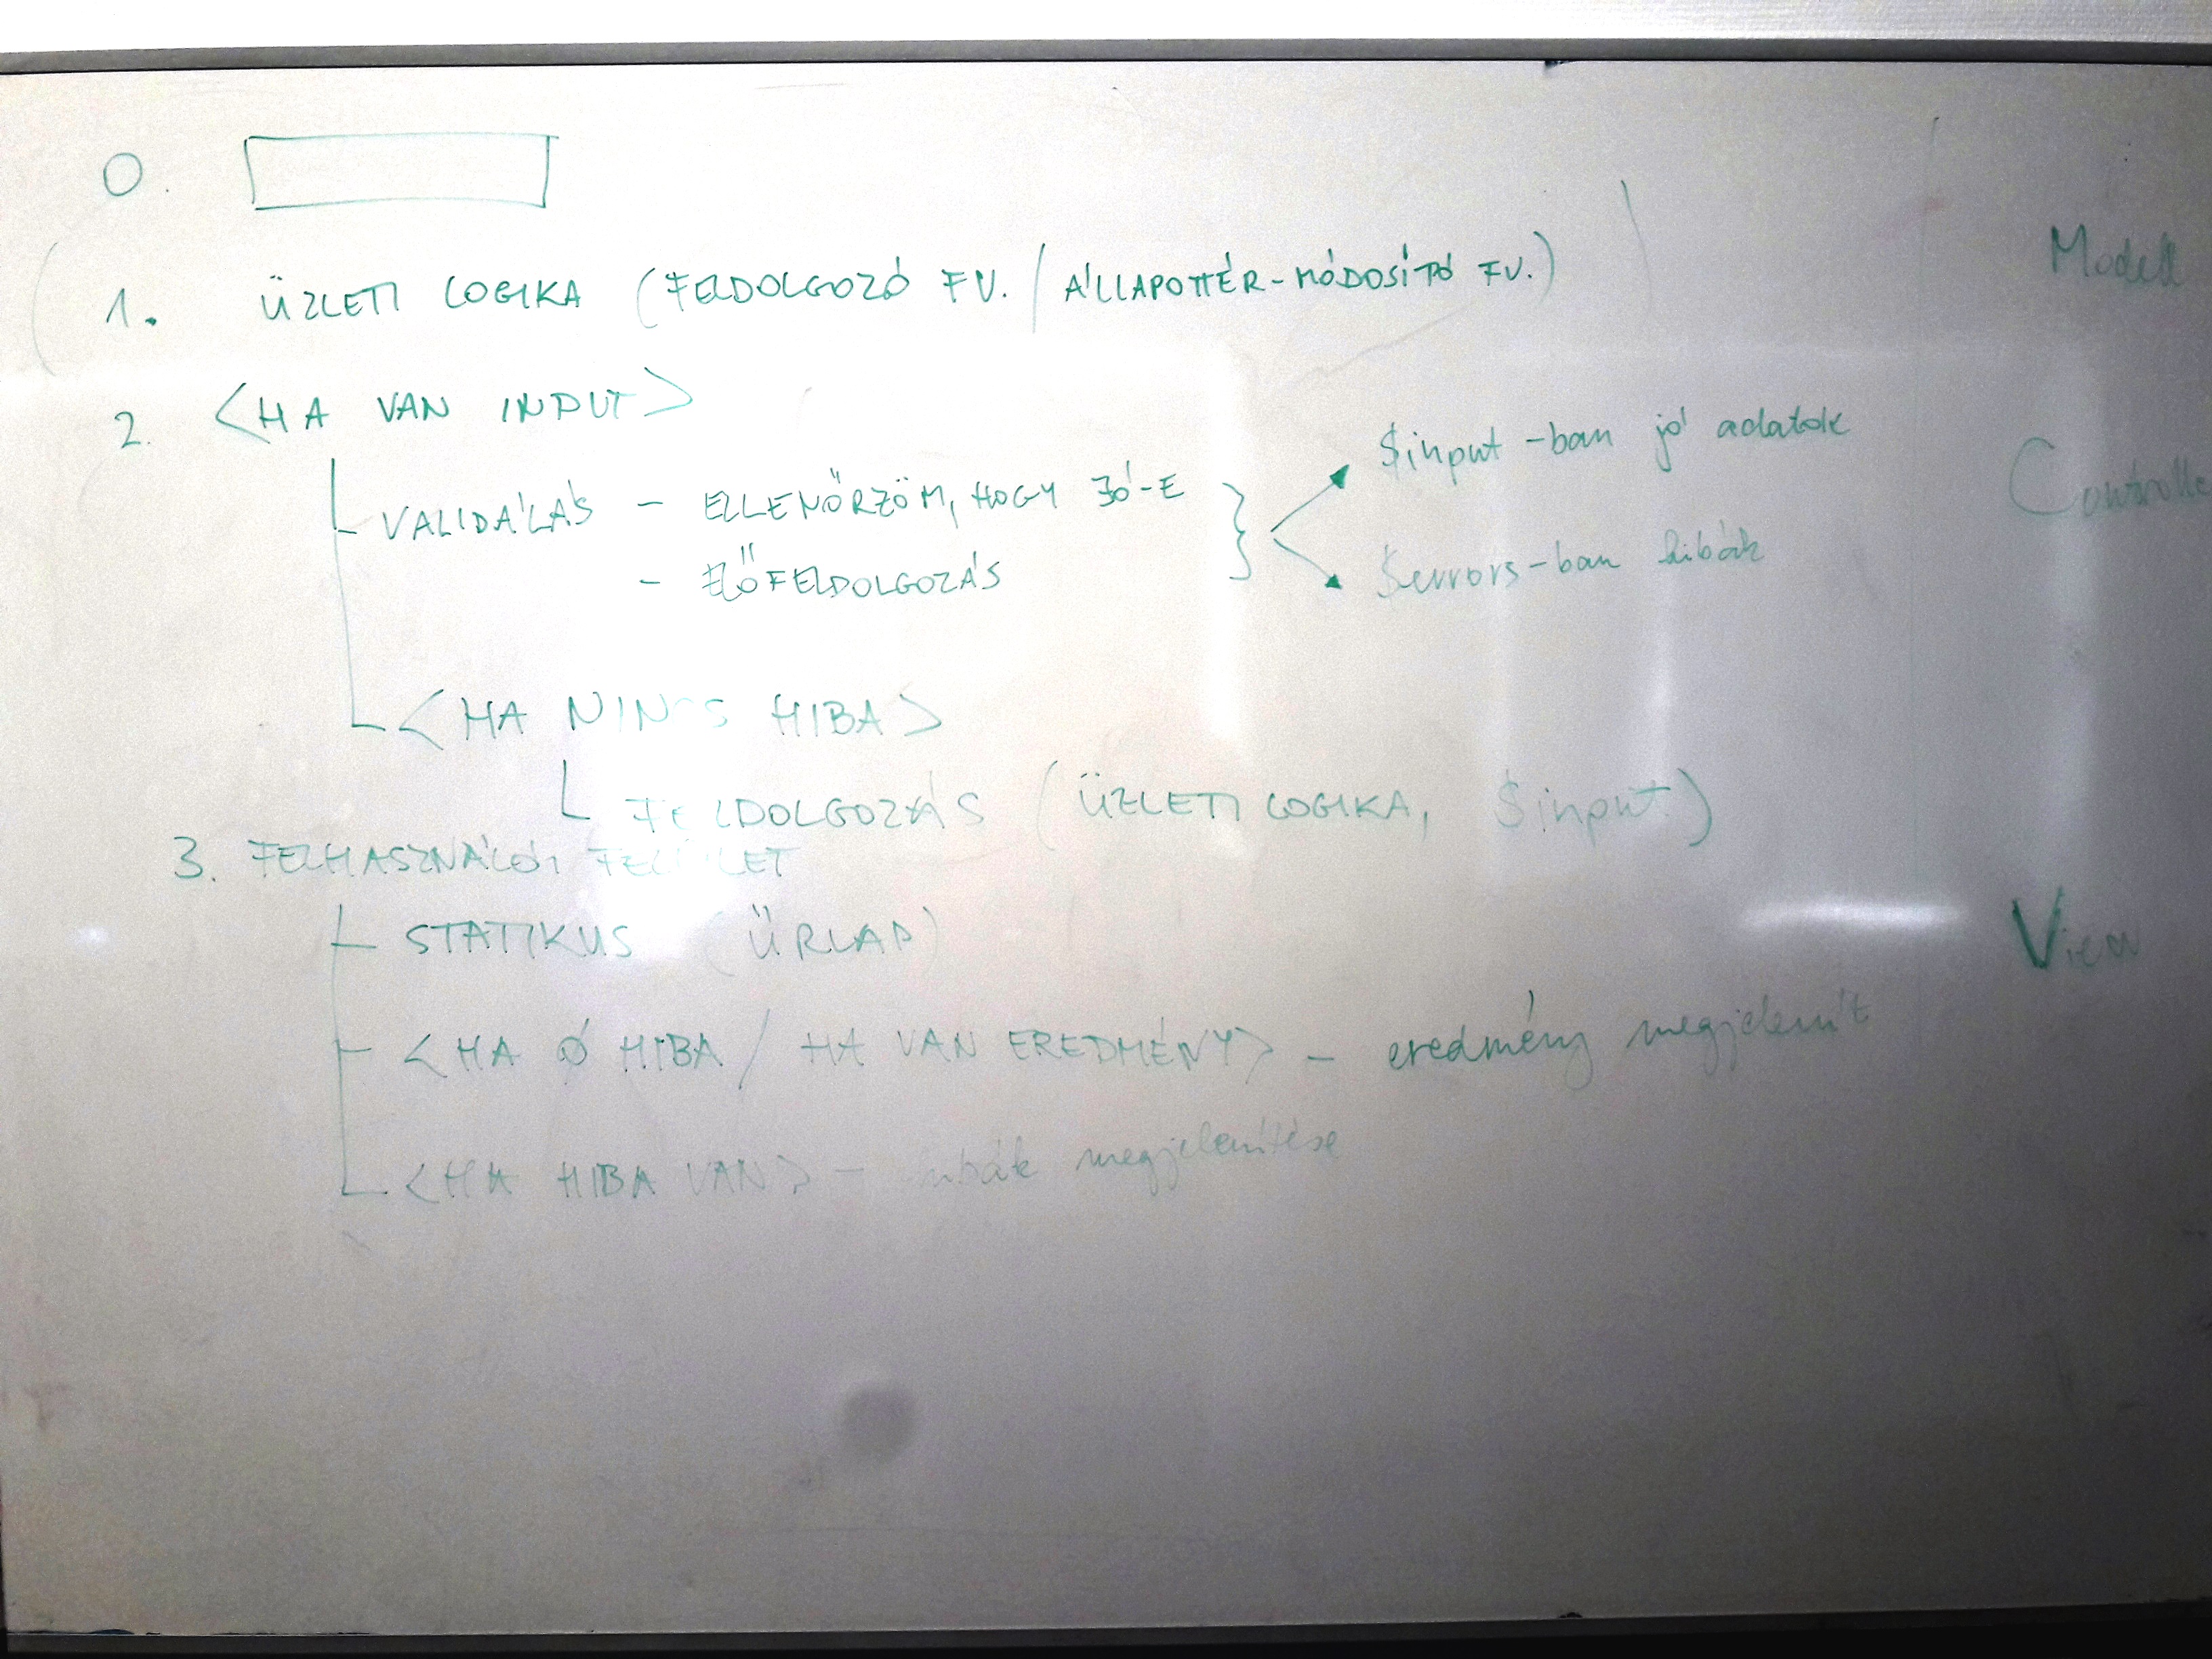 0.
1. ÜZLETI LOGIKA (FELDOLGOZÓ FV. / ÁLLAPOTTÉR-MÓDOSÍTÓ FV.) Modell
2. <HA VAN INPUT>
VALIDÁLÁS - ELLENŐRZÖM, HOGY JÓ-E
- ELŐFELDOLGOZÁS
$input-ban jó adatok
$errors-ban hibák
Controlle
<HA NINCS HIBA>
FELDOLGOZÁS (ÜZLETI LOGIKA, $input)
3. FELHASZNÁLÓI FELÜLET
STATIKUS (ŰRLAP)
View
<HA Ø HIBA / HA VAN EREDMÉNY> - eredmény megjelenít
<HA HIBA VAN> - hibák megjelenítése